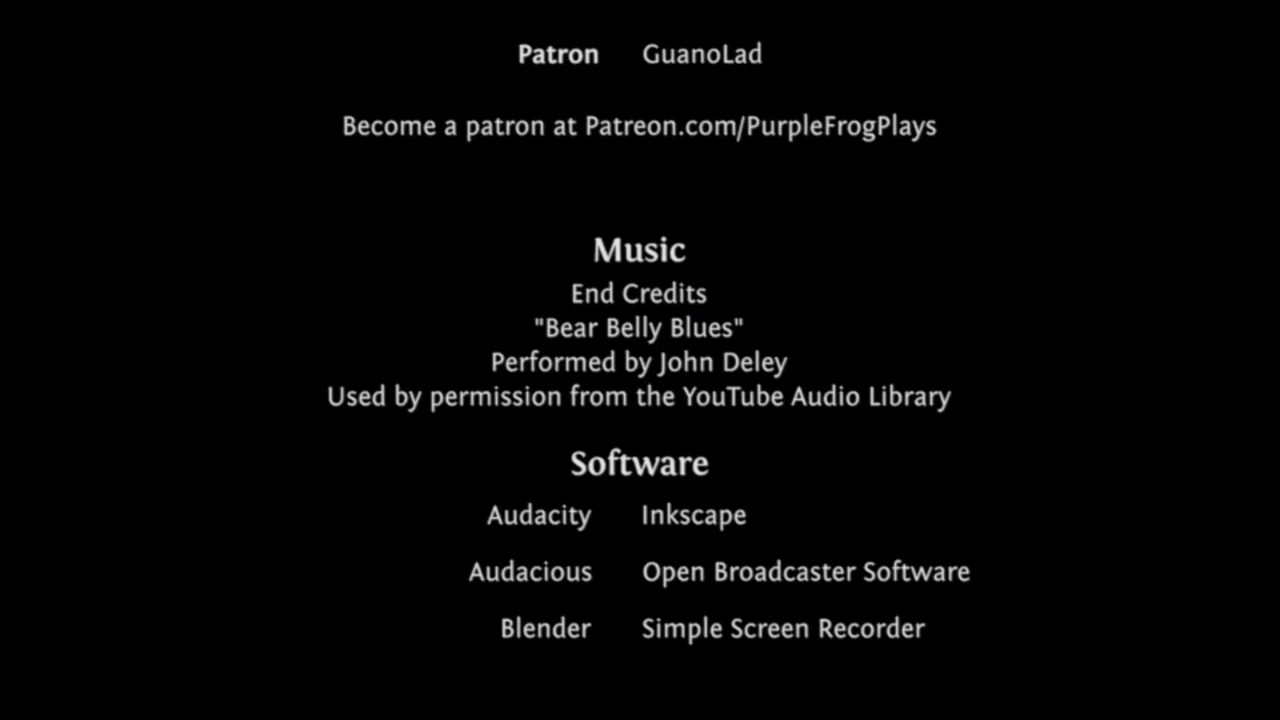 Patron GuanoLad
Become a patron at Patreon.com/PurpleFrogPlays
Music
End Credits
"Bear Belly Blues"
Performed by John Deley
Used by permission from the YouTube Audio Library
Software
Audacity Inkscape
Audacious Open Broadcaster Software
Blender Simple Screen Recorder